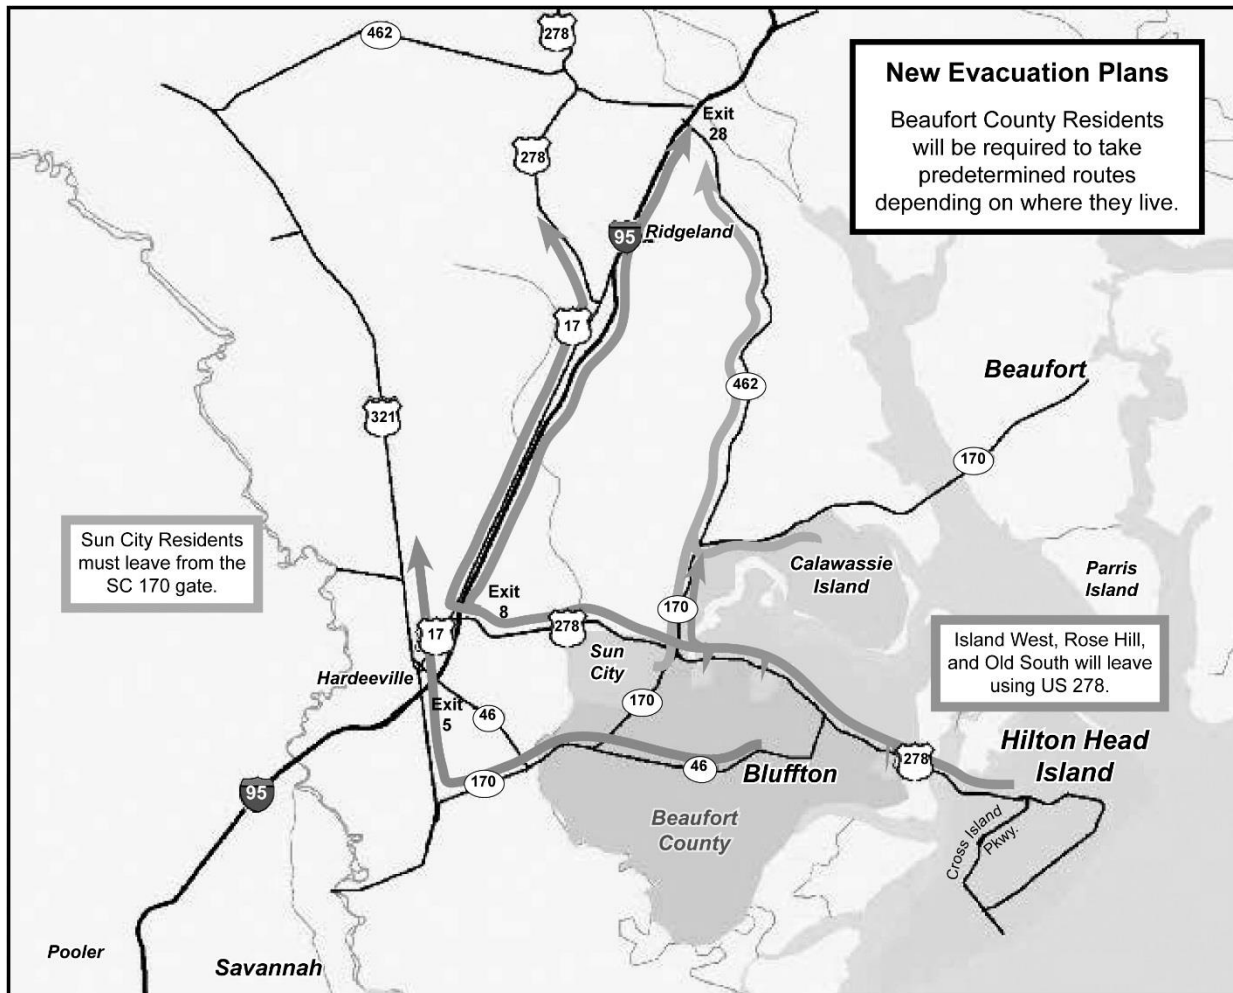 462
278
New Evacuation Plans
Beaufort County Residents
will be required to take
predetermined routes
depending on where they live.
Exit
28
278
95
Ridgeland
17
462
Beaufort
321
170
Sun City Residents
must leave from the
SC 170 gate.
Calawassie
Island
Parris
Island
Exit
8
170
278
17
Sun
City
Island West, Rose Hill,
and Old South will leave
using US 278.
Hardeeville
Exit
5
46
170
Hilton Head
Island
278
46
Bluffton
170
95
Beaufort
County
Cross Island
Pkwy.
Pooler
Savannah